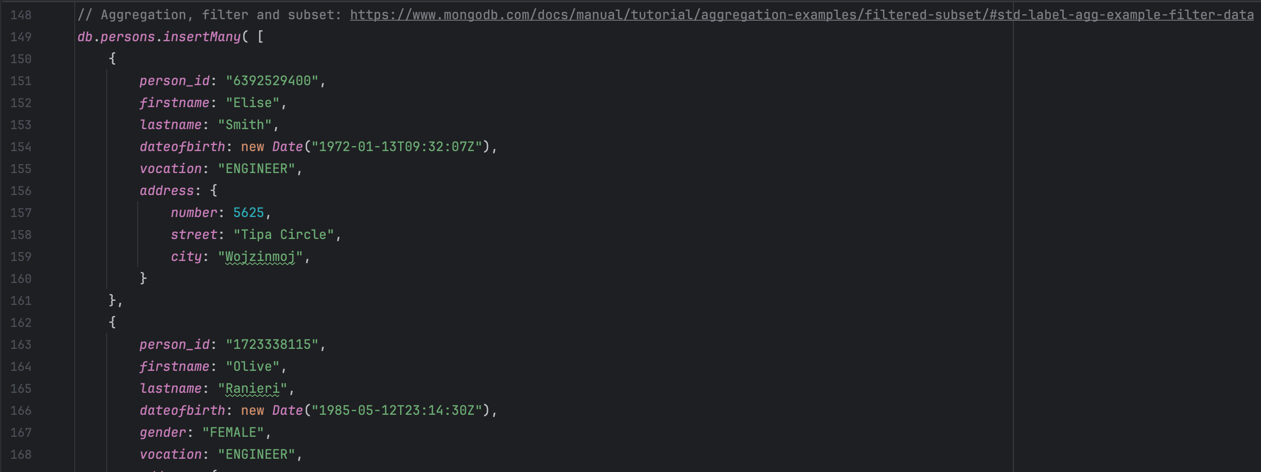 148 // Aggregation, filter and subset: https://www.mongodb.com/docs/manual/tutorial/aggregation-examples/filtered-subset/#std-label-agg-example-filter-data
149 db.persons.insertMany( [
150 {
151 person_id: "6392529400",
152 firstname: "Elise",
153 lastname: "Smith",
154 dateofbirth: new Date("1972-01-13T09:32:07Z"),
155 vocation: "ENGINEER",
156 address: {
157 number: 5625,
158 street: "Tipa Circle",
159 city: "Wojzinmoj",
160 }
161 },
162 {
163 person_id: "1723338115",
164 firstname: "Olive",
165 lastname: "Ranieri",
166 dateofbirth: new Date("1985-05-12T23:14:30Z"),
167 gender: "FEMALE",
168 vocation: "ENGINEER",